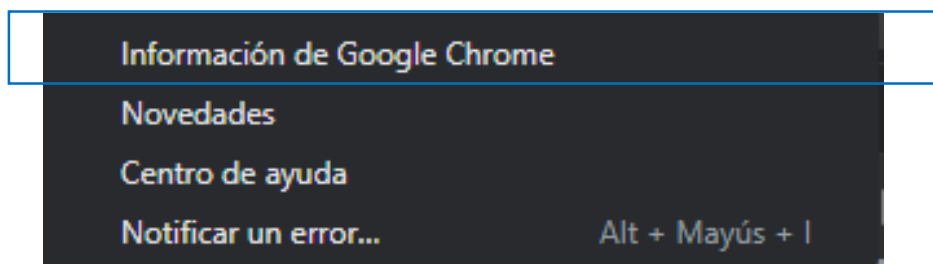 Información de Google Chrome
Novedades
Centro de ayuda
Notificar un error... Alt + Mayús + I